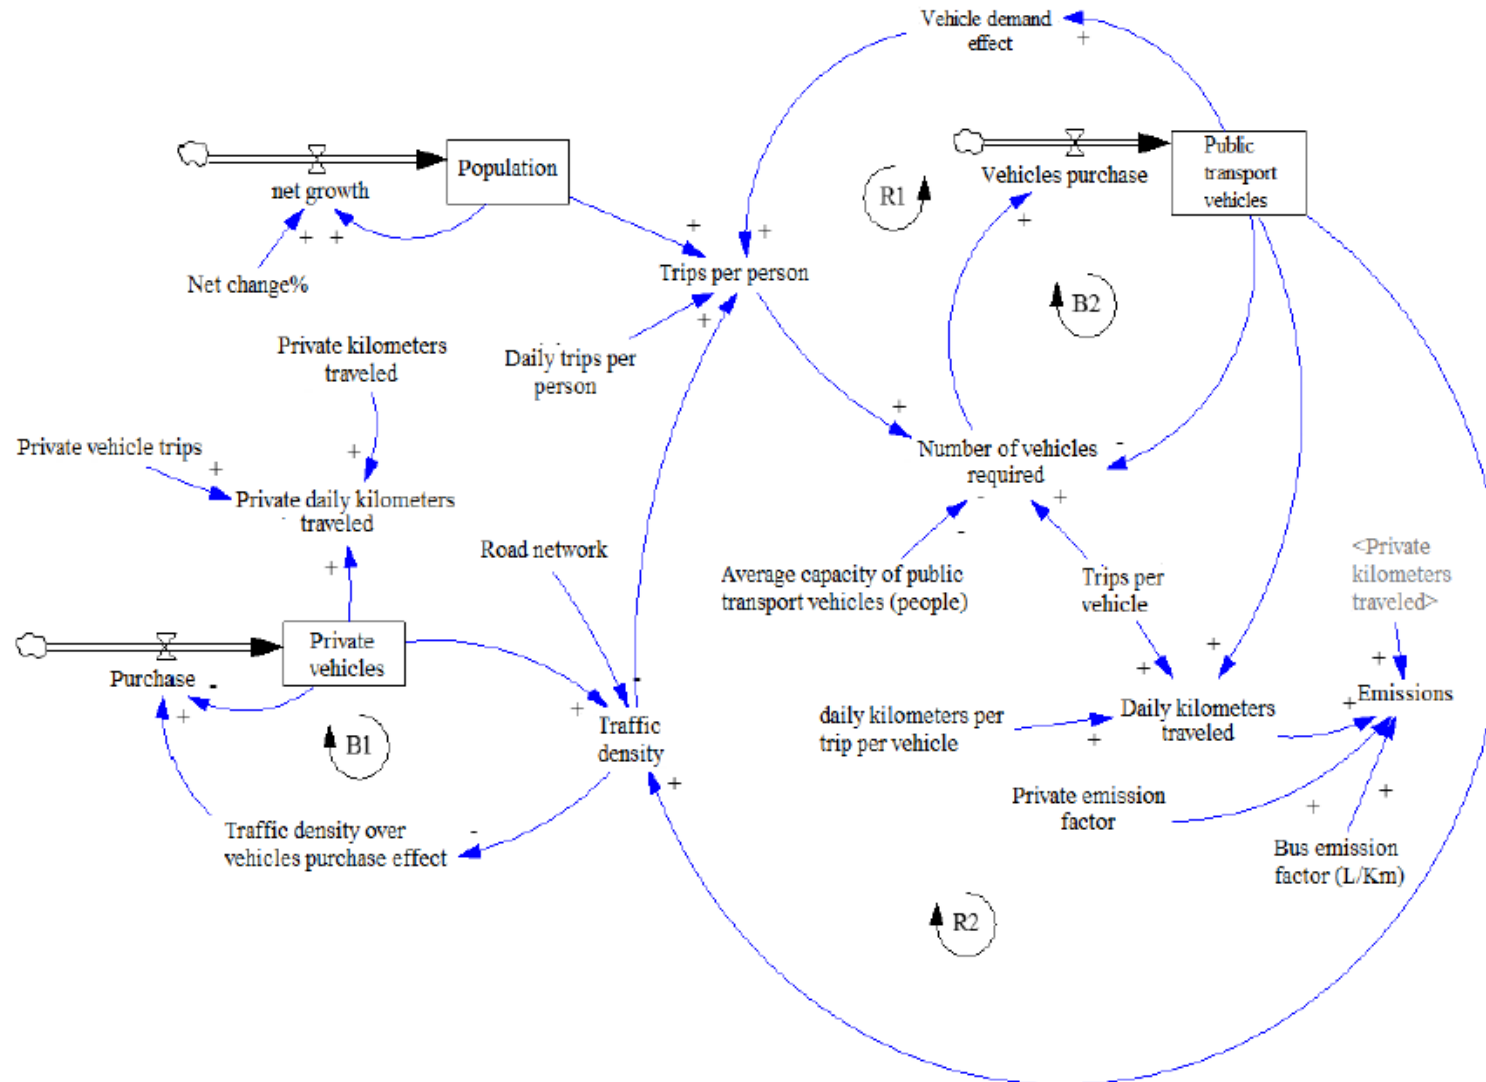 Vehicle demand
effect
+
Population
net growth
+ +
Net change%
Vehicles purchase
+
Public
transport
vehicles
R1
B2
+
+
Trips per person
+
Daily trips per
person
Private kilometers
traveled
Private vehicle trips
+
+
Private daily kilometers
traveled
+
+
Number of vehicles
required
-
-
+
-
Average capacity of public
transport vehicles (people)
Trips per
vehicle
<Private
kilometers
traveled>
Road network
Private
vehicles
Purchase
-
+
B1
-
+
Traffic
density
+
-
Traffic density over
vehicles purchase effect
+
+
+
+
Emissions
daily kilometers per
trip per vehicle
+
Daily kilometers
traveled
Private emission
factor
+
+
Bus emission
factor (L/Km)
R2